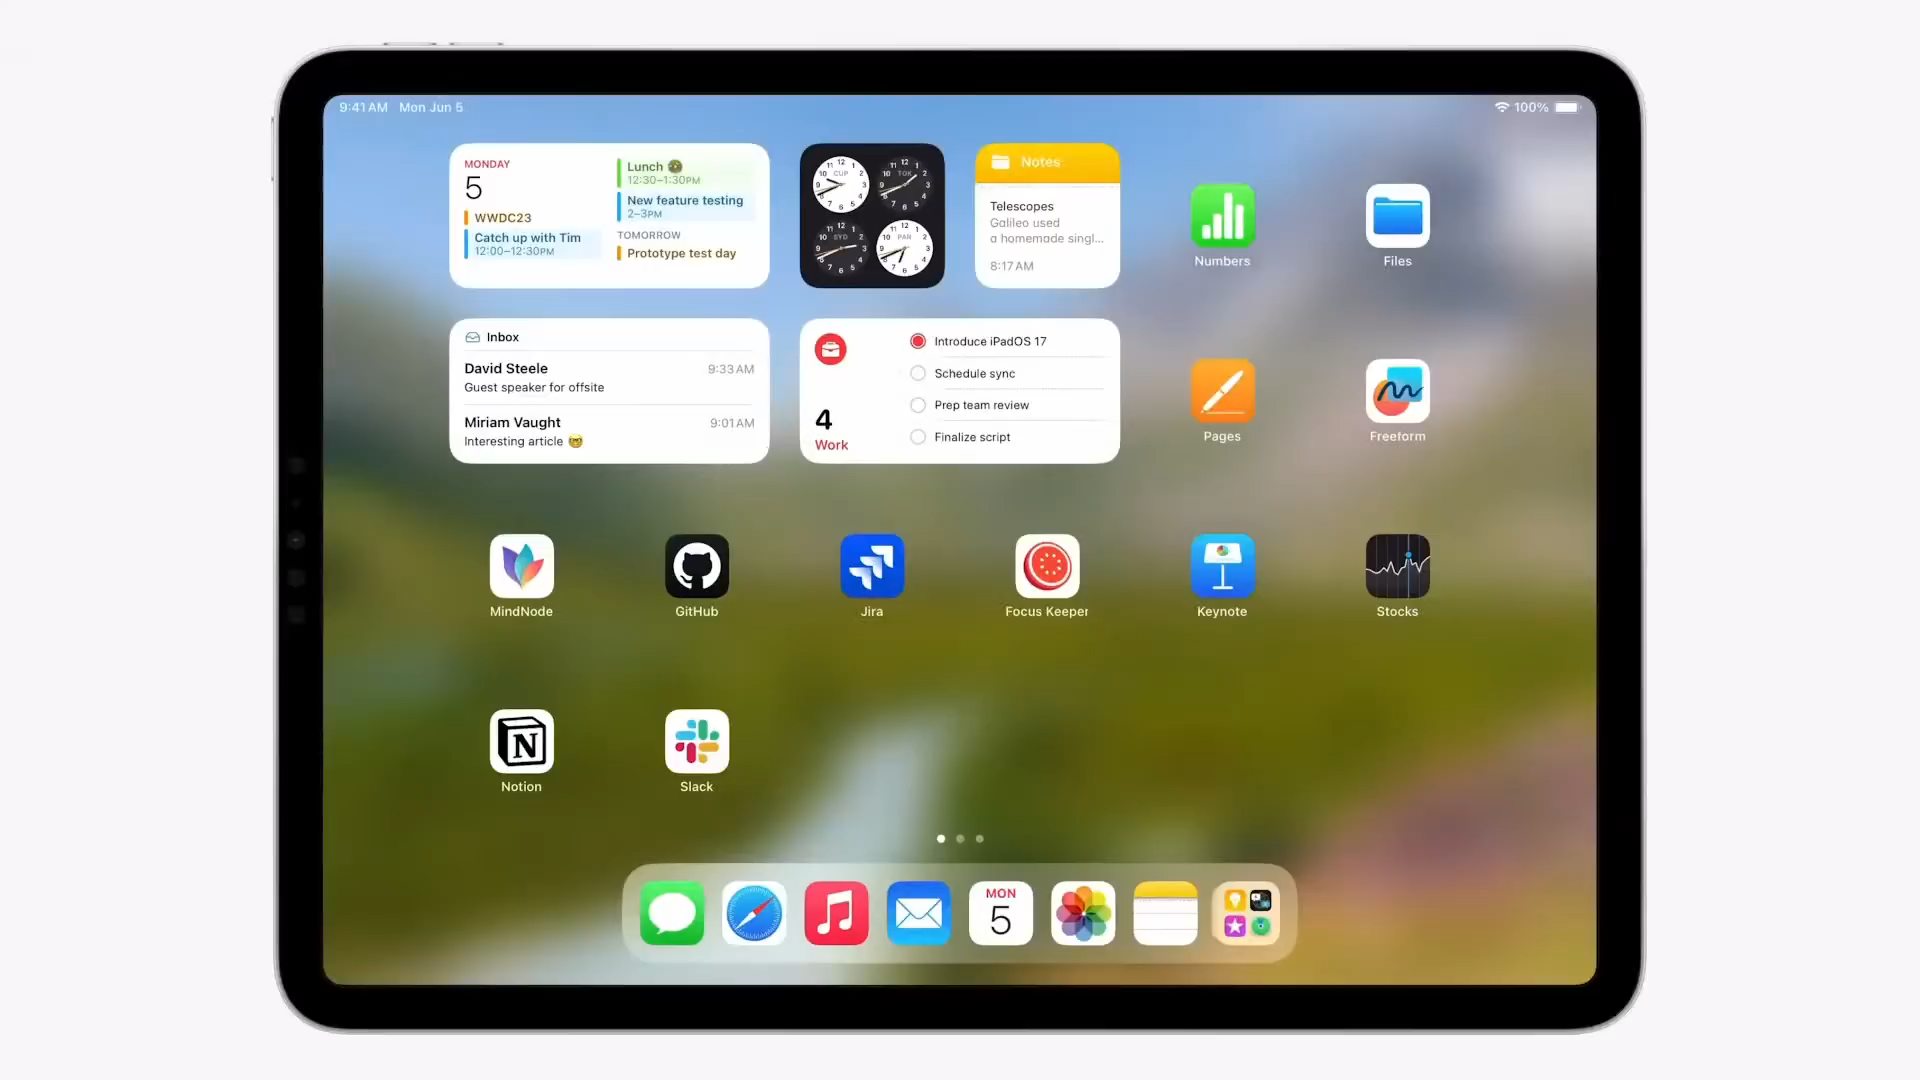 9:41 AM Mon Jun 5
100%
MONDAY
5
WWDC23
Catch up with Tim
12:00–12:30PM
Lunch
12:30–1:30PM
New feature testing
2–3PM
TOMORROW
Prototype test day
CUP
TOK
SYD
PAR
Notes
Telescopes
Galileo used
a homemade singl...
8:17 AM
Numbers
Files
Inbox
David Steele 9:33 AM
Guest speaker for offsite
Miriam Vaught 9:01 AM
Interesting article 🤓
4
Work
Introduce iPadOS 17
Schedule sync
Prep team review
Finalize script
Pages
Freeform
MindNode
GitHub
Jira
Focus Keeper
Keynote
Stocks
N
Notion
Slack
MON
5